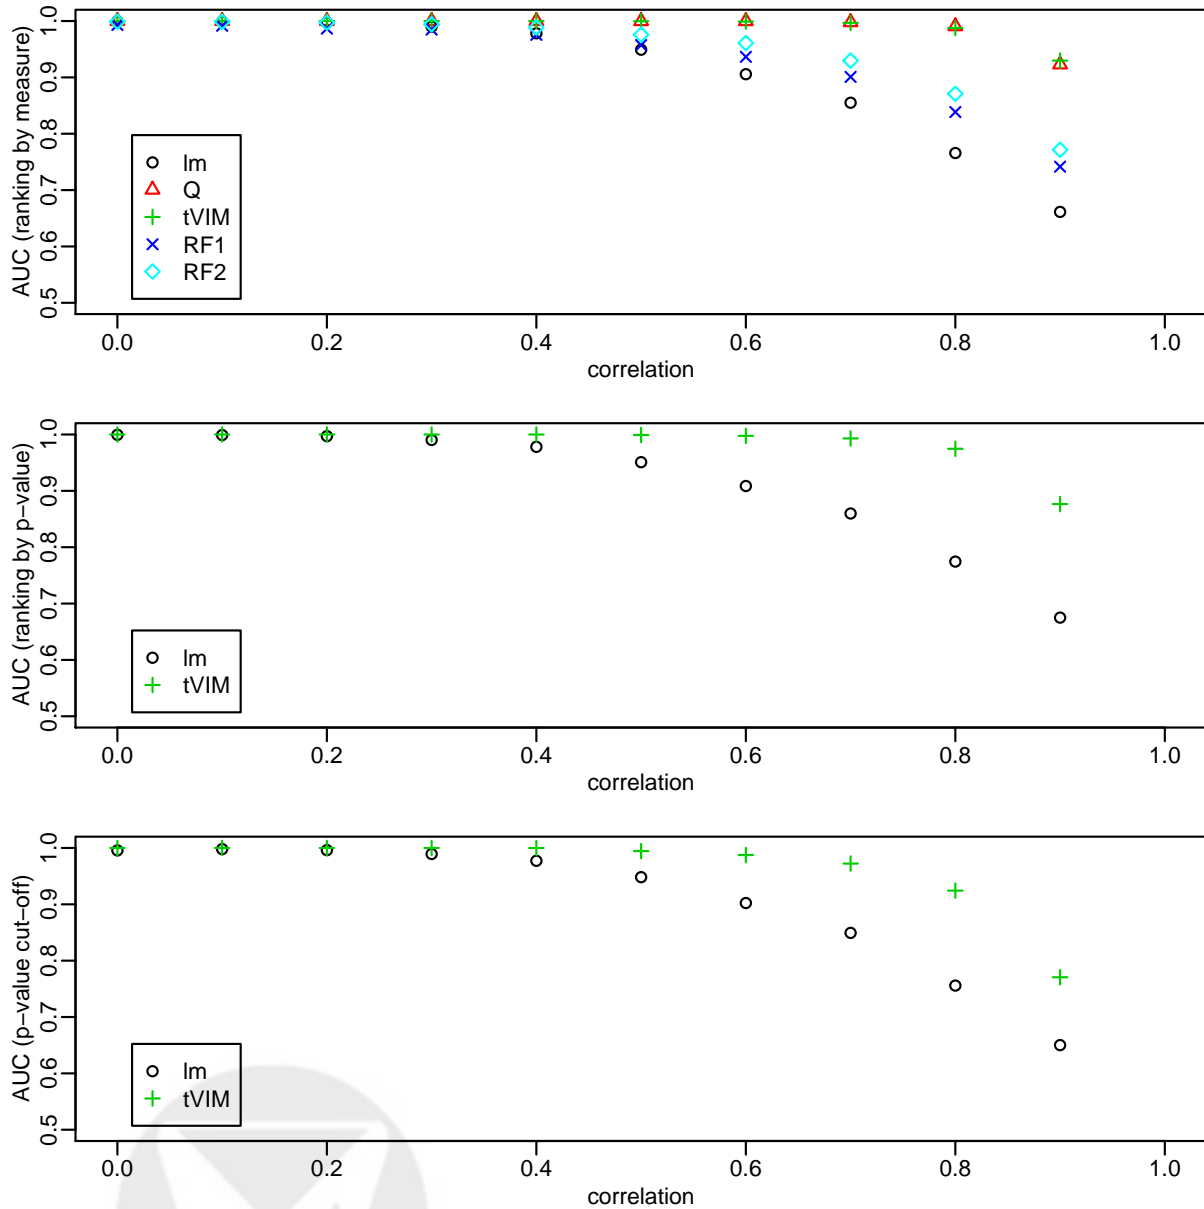 AUC (ranking by measure)
1.0
0.9
0.8
0.7
0.6
0.5
lm
Q
tVIM
RF1
RF2
0.0 0.2 0.4 0.6 0.8 1.0
correlation
AUC (ranking by p−value)
1.0
0.9
0.8
0.7
0.6
0.5
lm
tVIM
0.0 0.2 0.4 0.6 0.8 1.0
correlation
AUC (p−value cut−off)
1.0
0.9
0.8
0.7
0.6
0.5
lm
tVIM
0.0 0.2 0.4 0.6 0.8 1.0
correlation